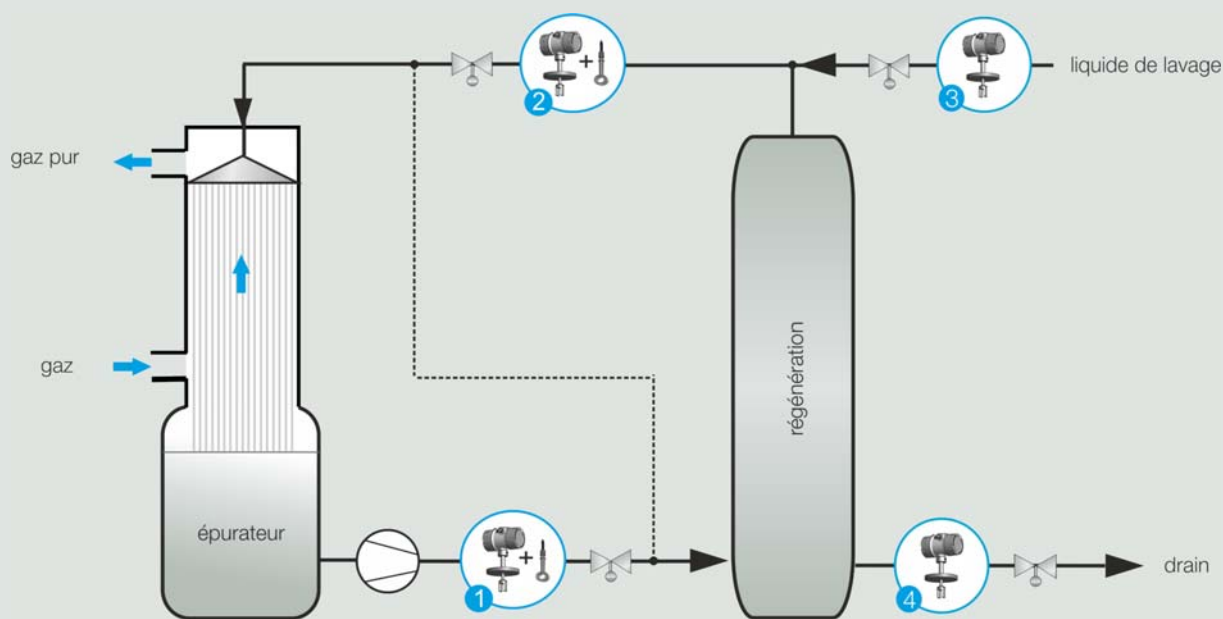 2
+
3
liquide de lavage
gaz pur
gaz
régénération
épurateur
1
+
4
drain